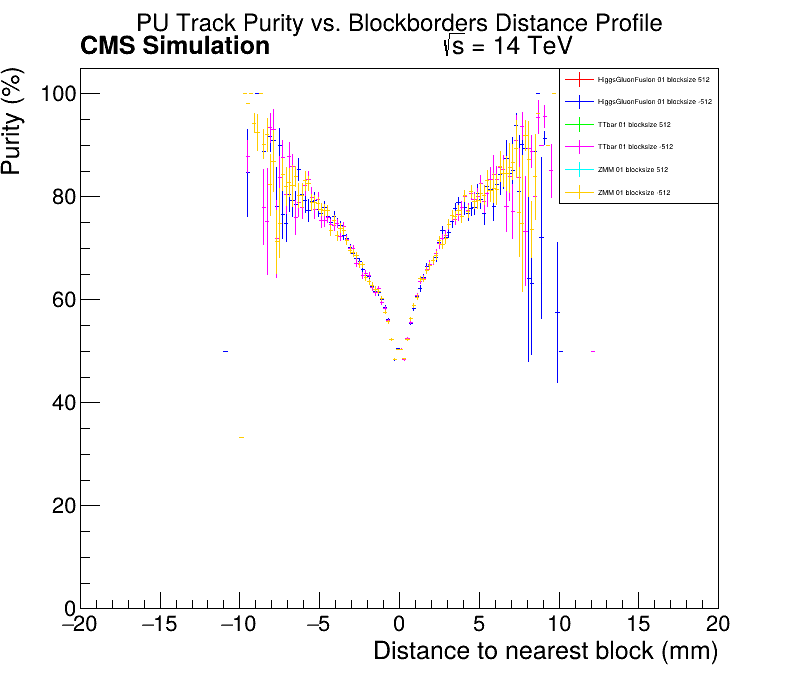 PU Track Purity vs. Blockborders Distance Profile
CMS Simulation √s = 14 TeV
Purity (%)
100
80
60
40
20
0
HiggsGluonFusion 01 blocksize 512
HiggsGluonFusion 01 blocksize -512
TTbar 01 blocksize 512
TTbar 01 blocksize -512
ZMM 01 blocksize 512
ZMM 01 blocksize -512
−20 −15 −10 −5 0 5 10 15 20
Distance to nearest block (mm)